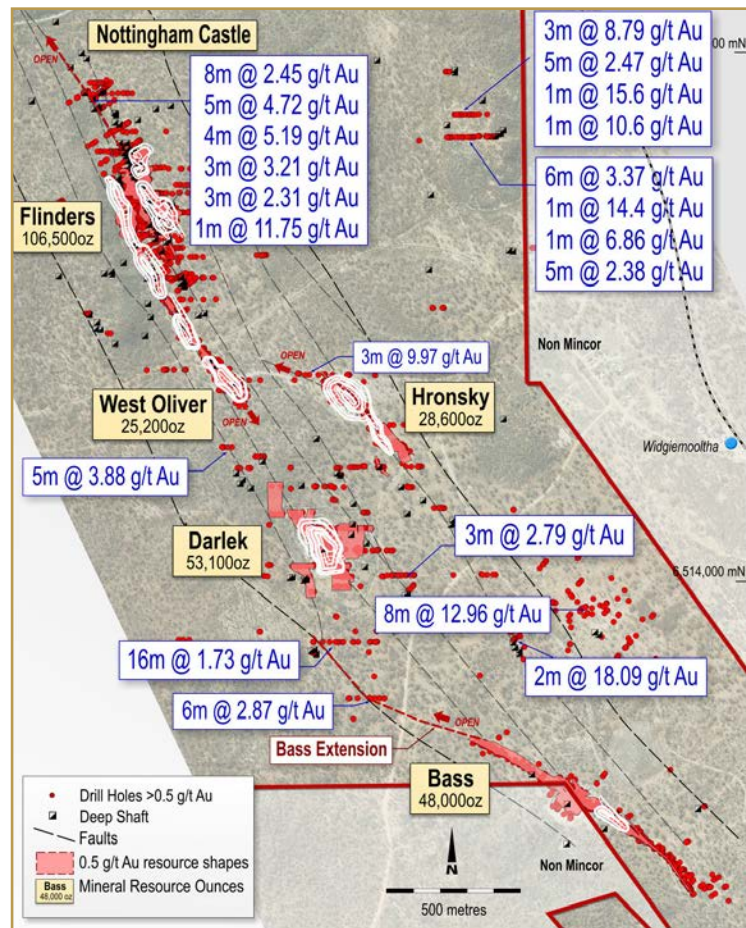 Nottingham Castle
OPEN
8m @ 2.45 g/t Au
5m @ 4.72 g/t Au
4m @ 5.19 g/t Au
3m @ 3.21 g/t Au
3m @ 2.31 g/t Au
1m @ 11.75 g/t Au
3m @ 8.79 g/t Au
5m @ 2.47 g/t Au
1m @ 15.6 g/t Au
1m @ 10.6 g/t Au
00 mN
6m @ 3.37 g/t Au
1m @ 14.4 g/t Au
1m @ 6.86 g/t Au
5m @ 2.38 g/t Au
Flinders
106,500oz
Non Mincor
OPEN
3m @ 9.97 g/t Au
West Oliver
25,200oz
Hronsky
28,600oz
OPEN
Widgiemooltha
5m @ 3.88 g/t Au
Darlek
53,100oz
3m @ 2.79 g/t Au
6,514,000 mN
8m @ 12.96 g/t Au
16m @ 1.73 g/t Au
2m @ 18.09 g/t Au
6m @ 2.87 g/t Au
OPEN
Bass Extension
Bass
48,000oz
Drill Holes >0.5 g/t Au
Deep Shaft
Faults
0.5 g/t Au resource shapes
Bass
48,000 oz
Mineral Resource Ounces
N
500 metres
Non Mincor